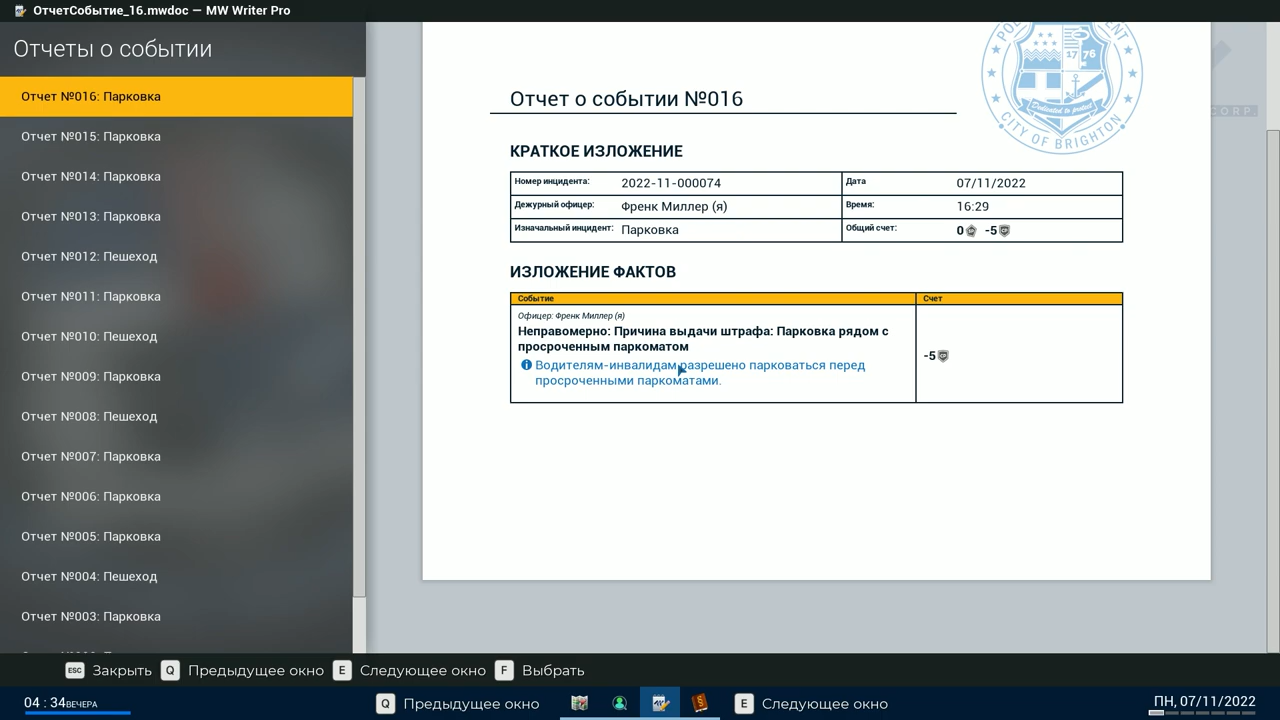 ОтчетСобытие_16.mwdoc — MW Writer Pro
Отчеты о событии
Отчет №016: Парковка
Отчет №015: Парковка
Отчет №014: Парковка
Отчет №013: Парковка
Отчет №012: Пешеход
Отчет №011: Парковка
Отчет №010: Пешеход
Отчет №009: Парковка
Отчет №008: Пешеход
Отчет №007: Парковка
Отчет №006: Парковка
Отчет №005: Парковка
Отчет №004: Пешеход
Отчет №003: Парковка
17 76
Dedicated to protect
CITY OF BRIGHTON
CORP.
Отчет о событии №016
КРАТКОЕ ИЗЛОЖЕНИЕ
Номер инцидента: 2022-11-000074 Дата 07/11/2022
Дежурный офицер: Френк Миллер (я) Время: 16:29
Изначальный инцидент: Парковка Общий счет: 0 -5
ИЗЛОЖЕНИЕ ФАКТОВ
Событие Счет
Офицер: Френк Миллер (я)
Неправомерно: Причина выдачи штрафа: Парковка рядом с
просроченным паркоматом
-5
Водителям-инвалидам разрешено парковаться перед
просроченными паркоматами.
ESC Закрыть Q Предыдущее окно E Следующее окно F Выбрать
04 : 34 ВЕЧЕРА Q Предыдущее окно E Следующее окно ПН, 07/11/2022